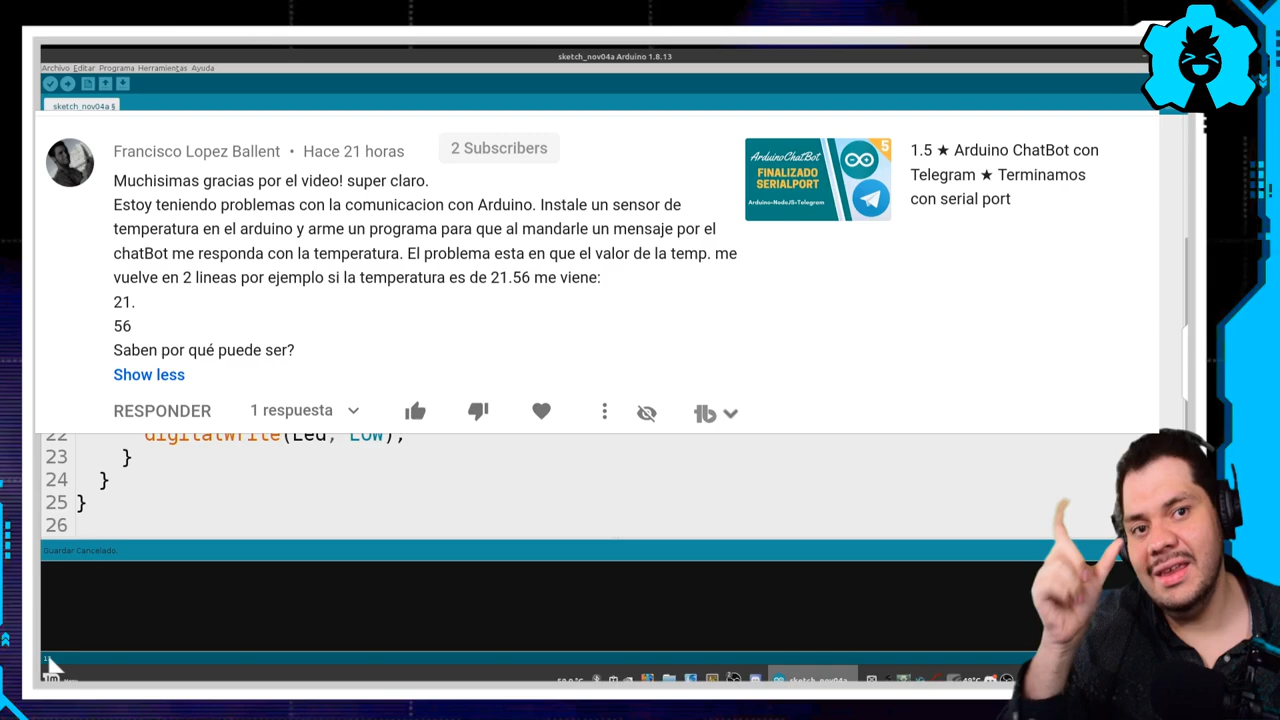 sketch_nov04a Arduino 1.8.13
Archivo Editar Programa Herramientas Ayuda
sketch_nov04a §
Francisco Lopez Ballent • Hace 21 horas
2 Subscribers
Muchisimas gracias por el video! super claro.
Estoy teniendo problemas con la comunicacion con Arduino. Intale un sensor de
temperatura en el arduino y arme un programa para que al mandarle un mensaje por el
chatBot me responda con la temperatura. El problema esta en que el valor de la temp. me
vuelve en 2 lineas por ejemplo si la temperatura es de 21.56 me viene:
21.
56
Saben por qué puede ser?
Show less
RESPONDER
1 respuesta
ArduinoChatBot
FINALIZADO
SERIALPORT
Arduino+NodeJS+Telegram
5
1.5 ★ Arduino ChatBot con
Telegram ★ Terminamos
con serial port
22 digitalWrite(Led, LOW);
23 }
24 }
25 }
26
Guardar Cancelado.
sketch_nov04a
49°C